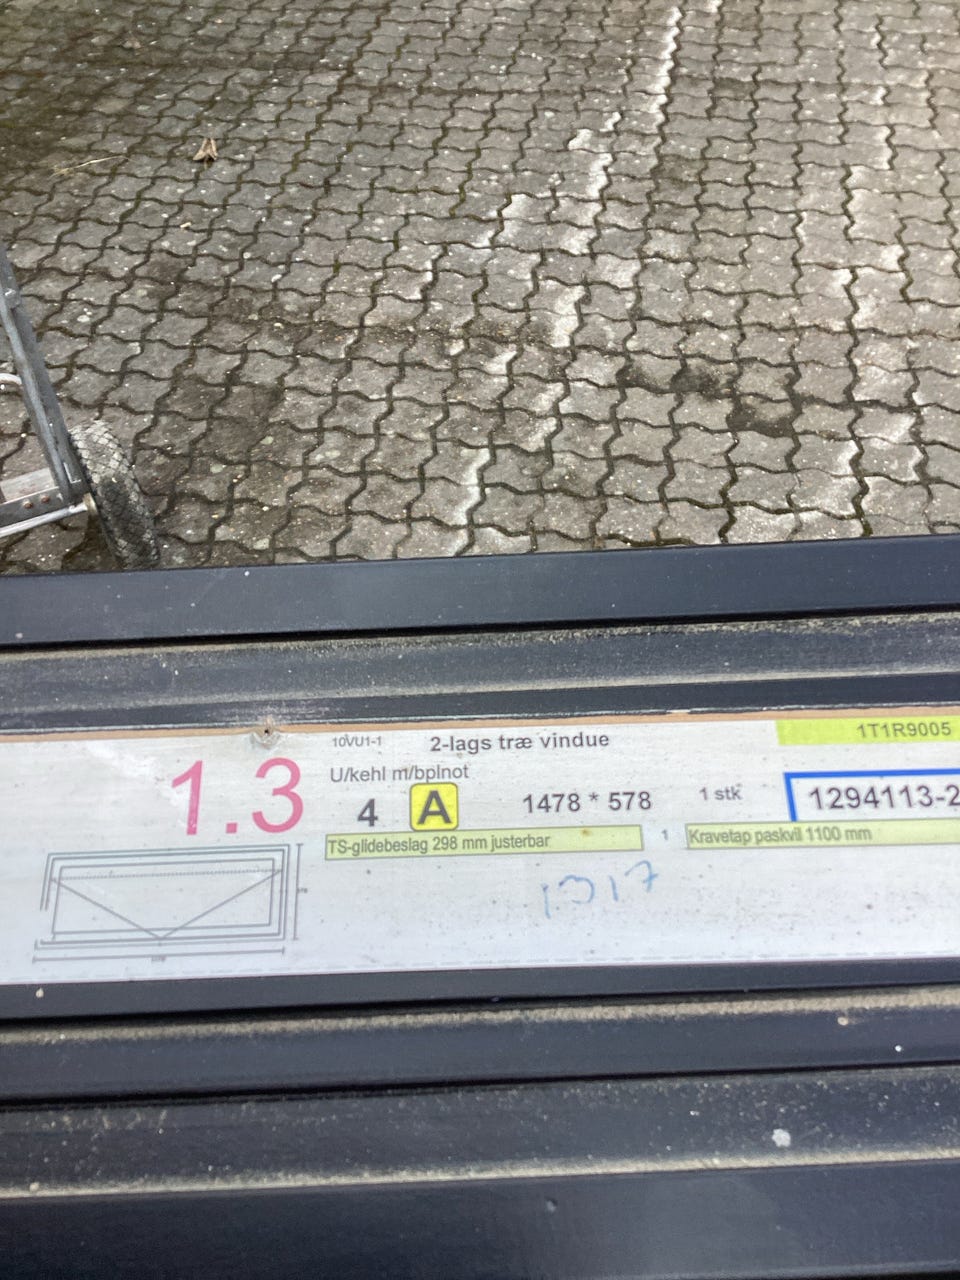 10VU1-1 2-lags træ vindue 1T1R9005
1.3
U/kehl m/bplnot
4 A 1478 * 578 1 stk 1294113-2
TS-glidebeslag 298 mm justerbar 1 Kravetap paskvil 1100 mm
1317